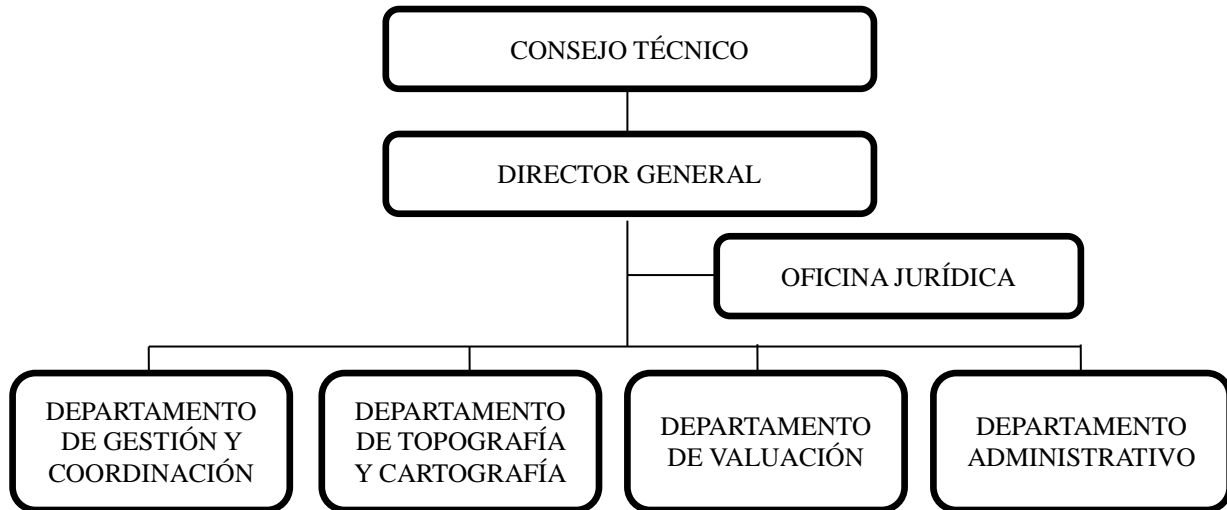 CONSEJO TÉCNICO
DIRECTOR GENERAL
OFICINA JURÍDICA
DEPARTAMENTO
DE GESTIÓN Y
COORDINACIÓN
DEPARTAMENTO
DE TOPOGRAFÍA
Y CARTOGRAFÍA
DEPARTAMENTO
DE VALUACIÓN
DEPARTAMENTO
ADMINISTRATIVO